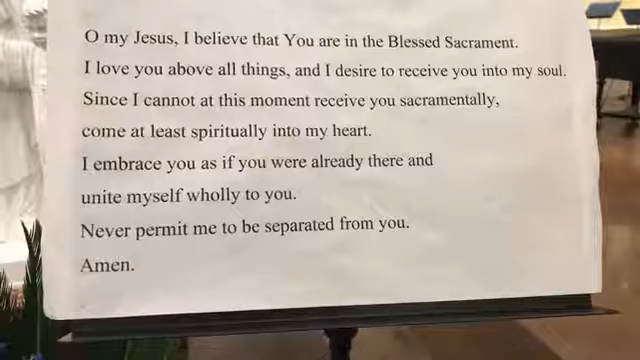 O my Jesus, I believe that You are in the Blessed Sacrament.
I love you above all things, and I desire to receive you into my soul.
Since I cannot at this moment receive you sacramentally,
come at least spiritually into my heart.
I embrace you as if you were already there and
unite myself wholly to you.
Never permit me to be separated from you.
Amen.